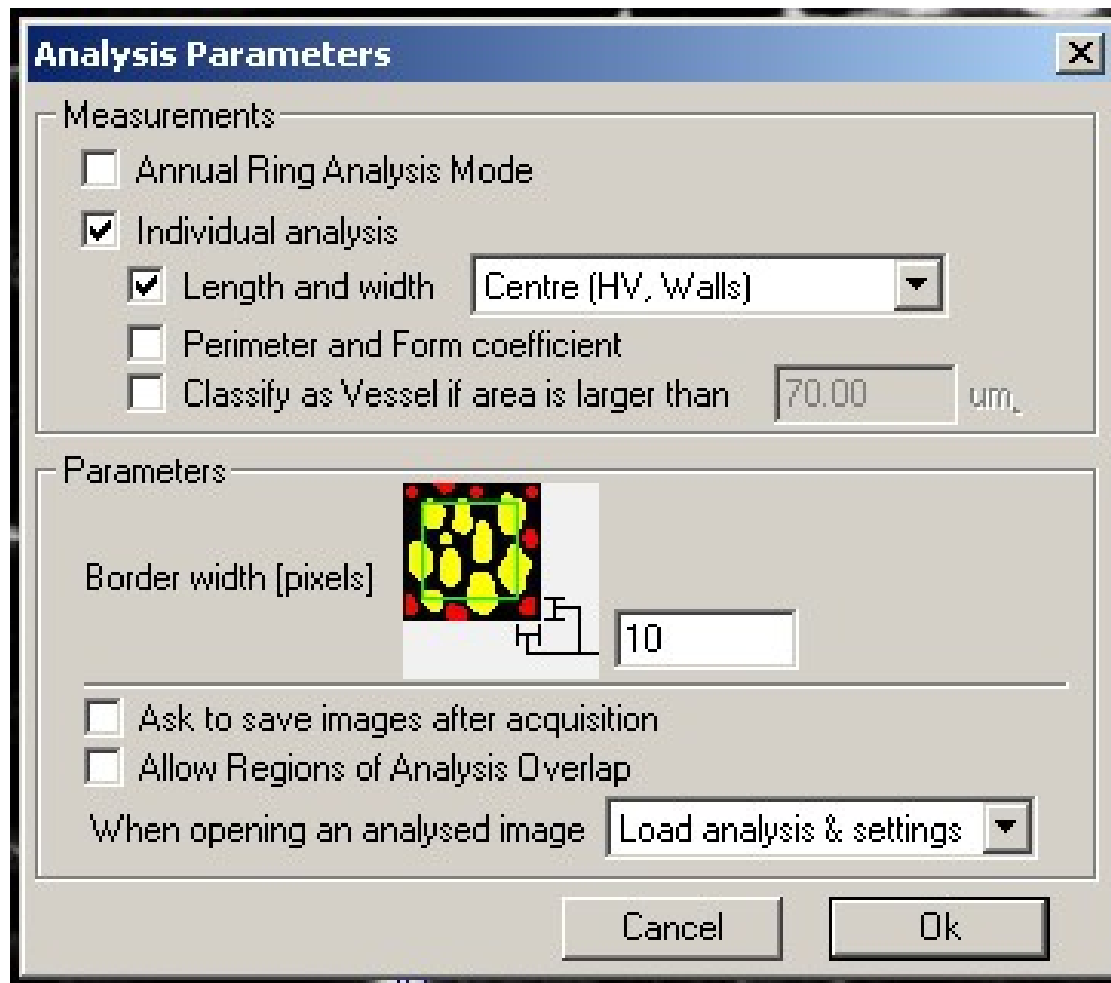 Analysis Parameters
Measurements
Annual Ring Analysis Mode
Individual analysis
Length and width Centre (HV, Walls)
Perimeter and Form coefficient
Classify as Vessel if area is larger than 70.00 um
Parameters
Border width [pixels] 10
Ask to save images after acquisition
Allow Regions of Analysis Overlap
When opening an analysed image Load analysis & settings
Cancel Ok